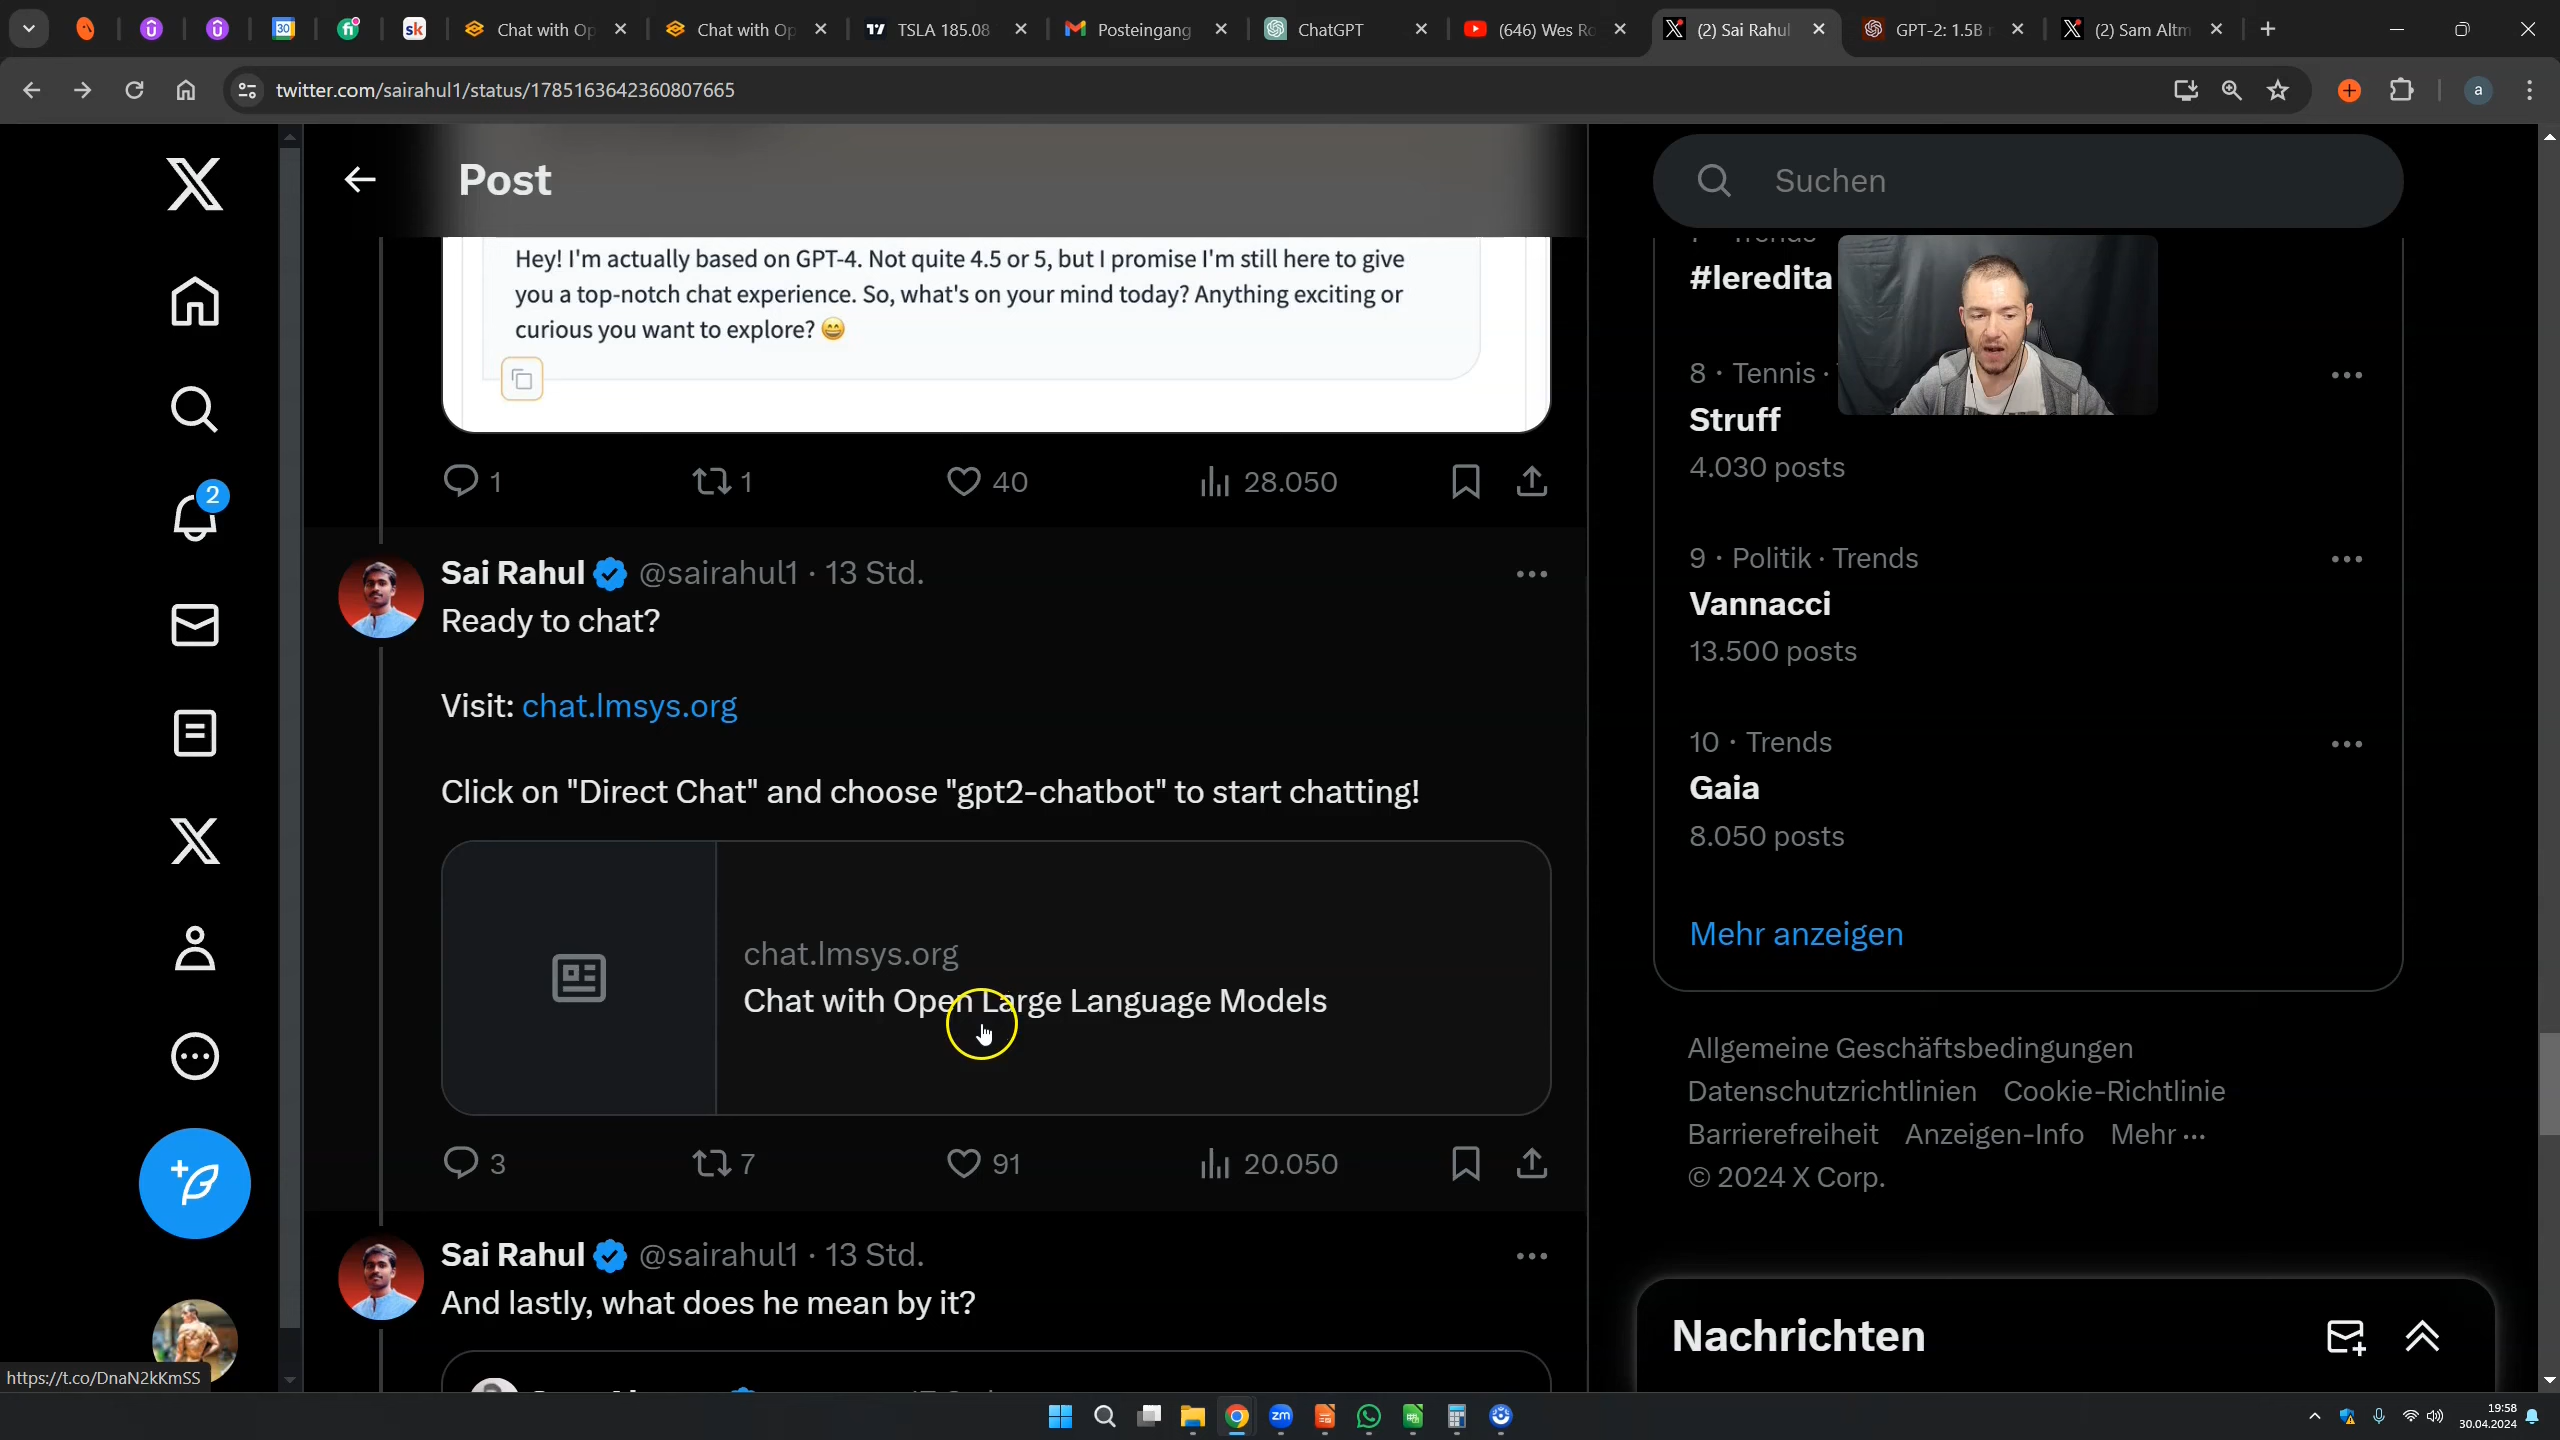 Chat with Op
Chat with Op
TSLA 185.08
Posteingang
ChatGPT
(646) Wes Ro
(2) Sai Rahul
GPT-2: 1.5B
(2) Sam Altm
twitter.com/sairahul1/status/1785163642360807665
a
Post
Suchen
Hey! I'm actually based on GPT-4. Not quite 4.5 or 5, but I promise I'm still here to give
you a top-notch chat experience. So, what's on your mind today? Anything exciting or
curious you want to explore? 😄
1
1
40
28.050
Sai Rahul @sairahul1 · 13 Std.
Ready to chat?
Visit: chat.lmsys.org
Click on "Direct Chat" and choose "gpt2-chatbot" to start chatting!
chat.lmsys.org
Chat with Open Large Language Models
3
7
91
20.050
Sai Rahul @sairahul1 · 13 Std.
And lastly, what does he mean by it?
2
https://t.co/DnaN2kKmSS
#leredita
8 · Tennis ·
Struff
4.030 posts
9 · Politik · Trends
Vannacci
13.500 posts
10 · Trends
Gaia
8.050 posts
Mehr anzeigen
Allgemeine Geschäftsbedingungen
Datenschutzrichtlinien Cookie-Richtlinie
Barrierefreiheit Anzeigen-Info Mehr ...
© 2024 X Corp.
Nachrichten
zm
19:58
30.04.2024